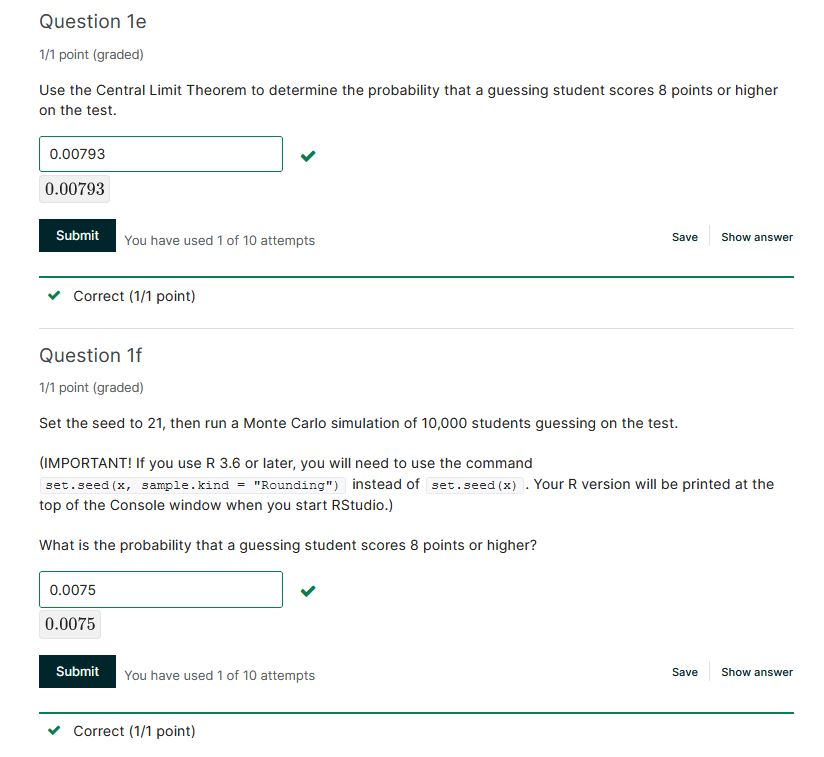 Question 1e
1/1 point (graded)
Use the Central Limit Theorem to determine the probability that a guessing student scores 8 points or higher
on the test.
0.00793
0.00793
Submit You have used 1 of 10 attempts Save Show answer
Correct (1/1 point)
Question 1f
1/1 point (graded)
Set the seed to 21, then run a Monte Carlo simulation of 10,000 students guessing on the test.
(IMPORTANT! If you use R 3.6 or later, you will need to use the command
set.seed(x, sample.kind = "Rounding") instead of set.seed(x) . Your R version will be printed at the
top of the Console window when you start RStudio.)
What is the probability that a guessing student scores 8 points or higher?
0.0075
0.0075
Submit You have used 1 of 10 attempts Save Show answer
Correct (1/1 point)